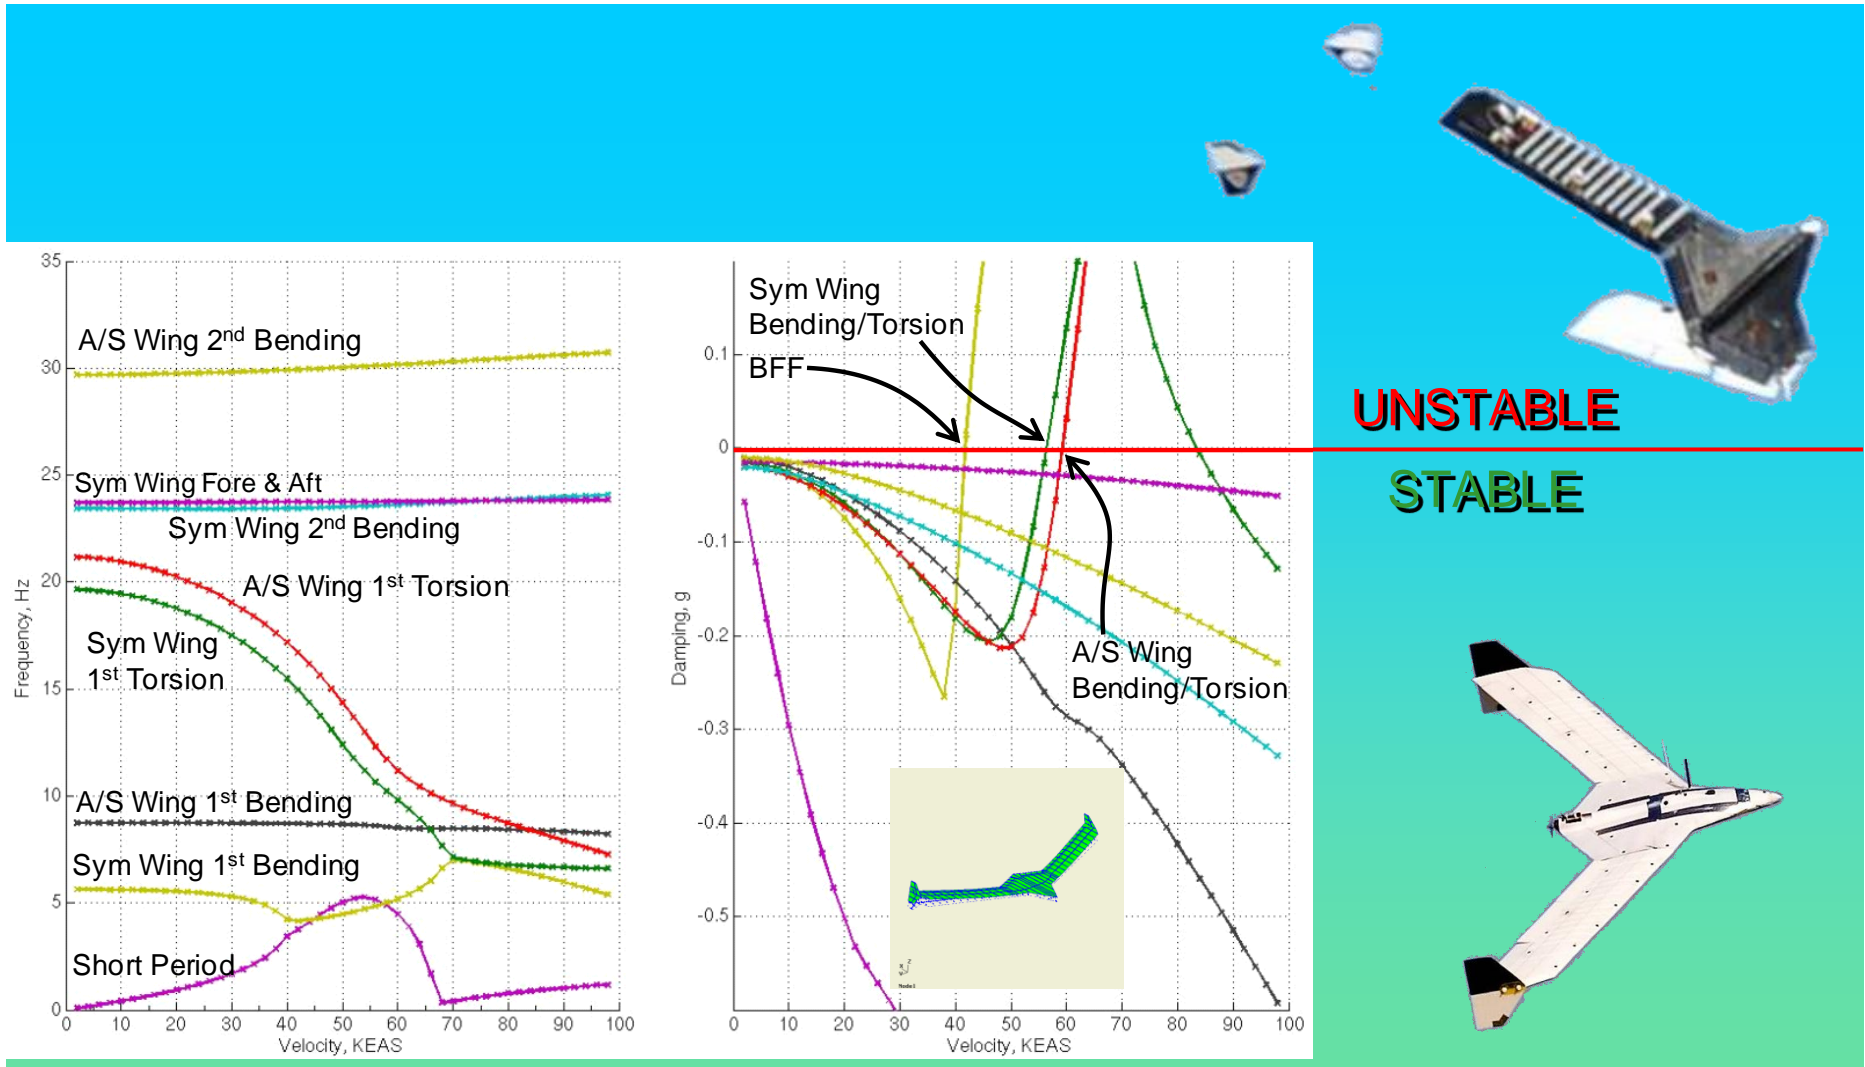 35
30
25
20
15
10
5
0
Frequency, Hz
A/S Wing 2nd Bending
Sym Wing Fore & Aft
Sym Wing 2nd Bending
A/S Wing 1st Torsion
Sym Wing
1st Torsion
A/S Wing 1st Bending
Sym Wing 1st Bending
Short Period
0 10 20 30 40 50 60 70 80 90 100
Velocity, KEAS
0.1
0
-0.1
-0.2
-0.3
-0.4
-0.5
Damping, g
Sym Wing
Bending/Torsion
BFF
A/S Wing
Bending/Torsion
0 10 20 30 40 50 60 70 80 90 100
Velocity, KEAS
UNSTABLE
STABLE